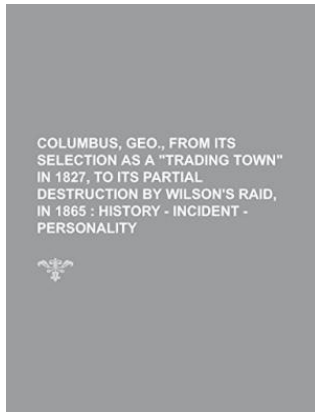 COLUMBUS, GEO., FROM ITS
SELECTION AS A "TRADING TOWN"
IN 1827, TO ITS PARTIAL
DESTRUCTION BY WILSON'S RAID,
IN 1865 : HISTORY - INCIDENT -
PERSONALITY